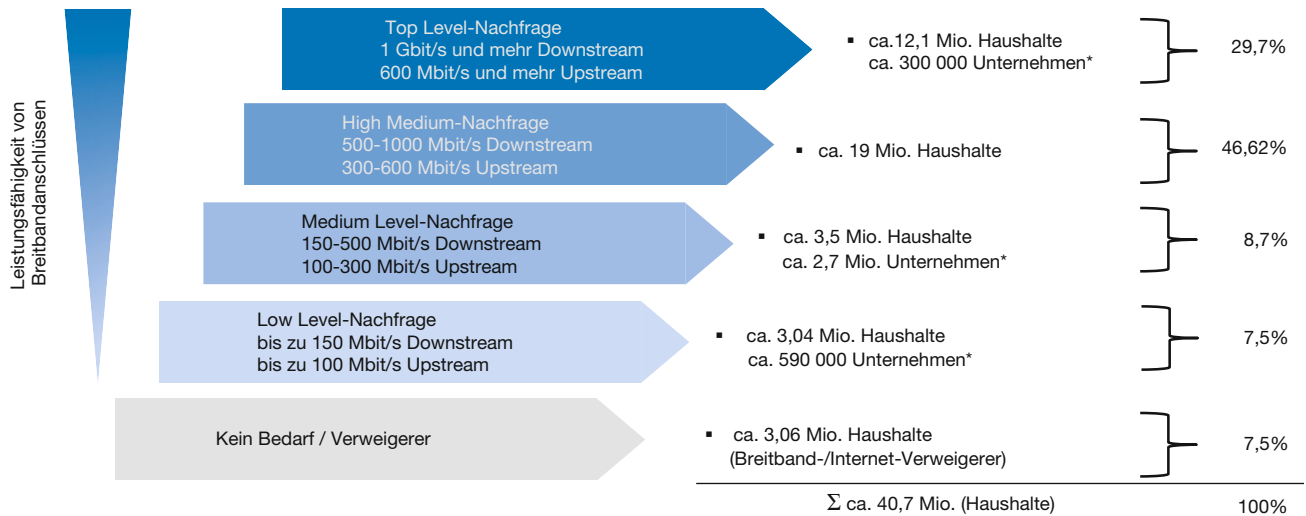 Leistungsfähigkeit von
Breitbandanschlüssen
Top Level-Nachfrage
1 Gbit/s und mehr Downstream
600 Mbit/s und mehr Upstream
▪ ca.12,1 Mio. Haushalte
ca. 300 000 Unternehmen*
29,7%
High Medium-Nachfrage
500-1000 Mbit/s Downstream
300-600 Mbit/s Upstream
▪ ca. 19 Mio. Haushalte
46,62%
Medium Level-Nachfrage
150-500 Mbit/s Downstream
100-300 Mbit/s Upstream
▪ ca. 3,5 Mio. Haushalte
ca. 2,7 Mio. Unternehmen*
8,7%
Low Level-Nachfrage
bis zu 150 Mbit/s Downstream
bis zu 100 Mbit/s Upstream
▪ ca. 3,04 Mio. Haushalte
ca. 590 000 Unternehmen*
7,5%
Kein Bedarf / Verweigerer
▪ ca. 3,06 Mio. Haushalte
(Breitband-/Internet-Verweigerer)
7,5%
Σ ca. 40,7 Mio. (Haushalte)
100%